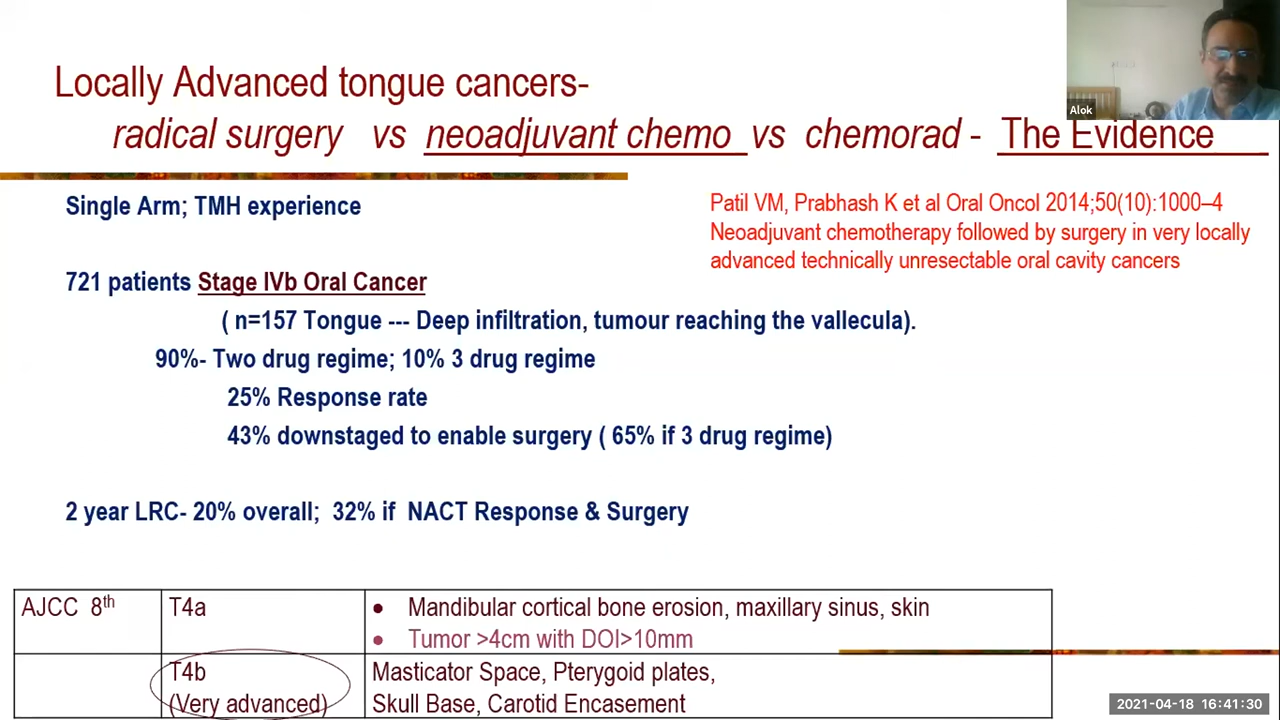 Locally Advanced tongue cancers-
radical surgery vs neoadjuvant chemo vs chemorad - The Evidence
Alok
Single Arm; TMH experience
Patil VM, Prabhash K et al Oral Oncol 2014;50(10):1000–4
Neoadjuvant chemotherapy followed by surgery in very locally
advanced technically unresectable oral cavity cancers
721 patients Stage IVb Oral Cancer
( n=157 Tongue --- Deep infiltration, tumour reaching the vallecula).
90%- Two drug regime; 10% 3 drug regime
25% Response rate
43% downstaged to enable surgery ( 65% if 3 drug regime)
2 year LRC- 20% overall; 32% if NACT Response & Surgery
AJCC 8th T4a • Mandibular cortical bone erosion, maxillary sinus, skin
• Tumor >4cm with DOI>10mm
T4b Masticator Space, Pterygoid plates,
(Very advanced) Skull Base, Carotid Encasement
2021-04-18 16:41:30